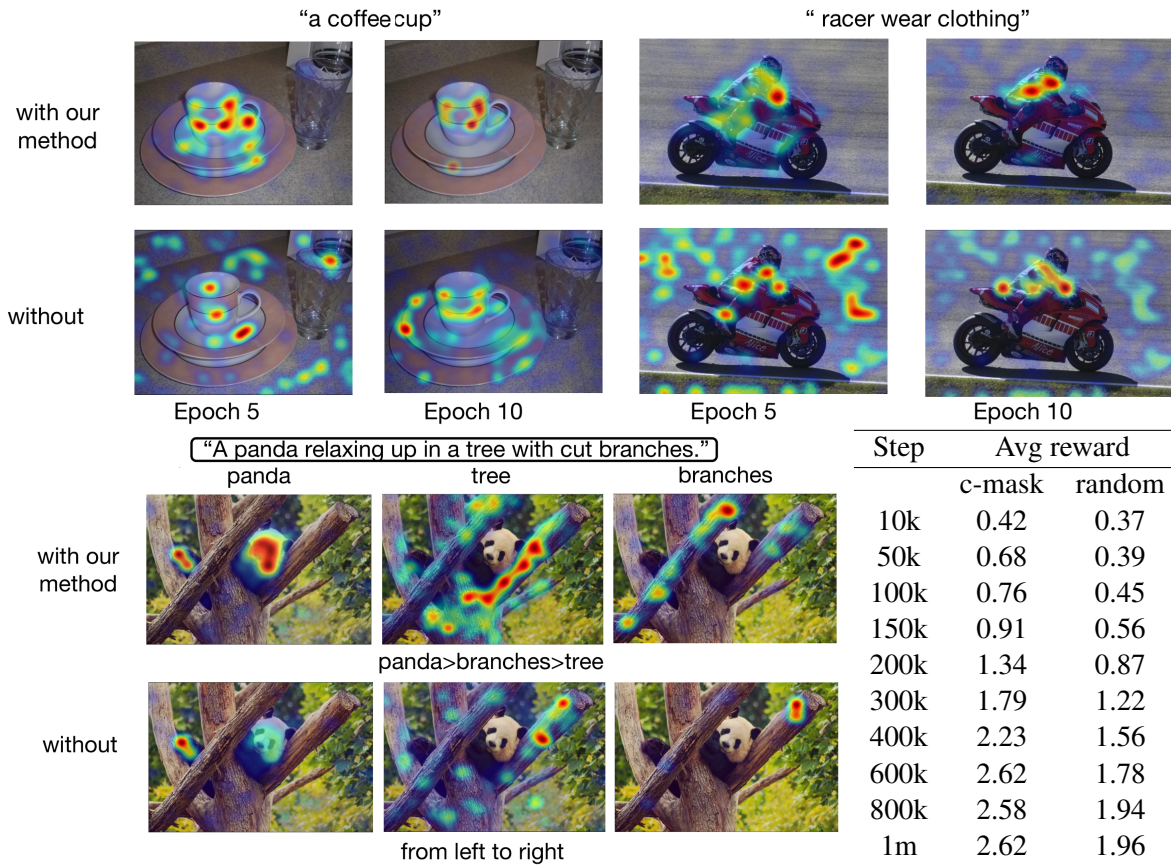 “a coffee cup”
“ racer wear clothing”
with our
method
without
Epoch 5
Epoch 10
Epoch 5
Epoch 10
“A panda relaxing up in a tree with cut branches.”
panda
tree
branches
with our
method
panda>branches>tree
without
from left to right
Step Avg reward
c-mask random
10k 0.42 0.37
50k 0.68 0.39
100k 0.76 0.45
150k 0.91 0.56
200k 1.34 0.87
300k 1.79 1.22
400k 2.23 1.56
600k 2.62 1.78
800k 2.58 1.94
1m 2.62 1.96